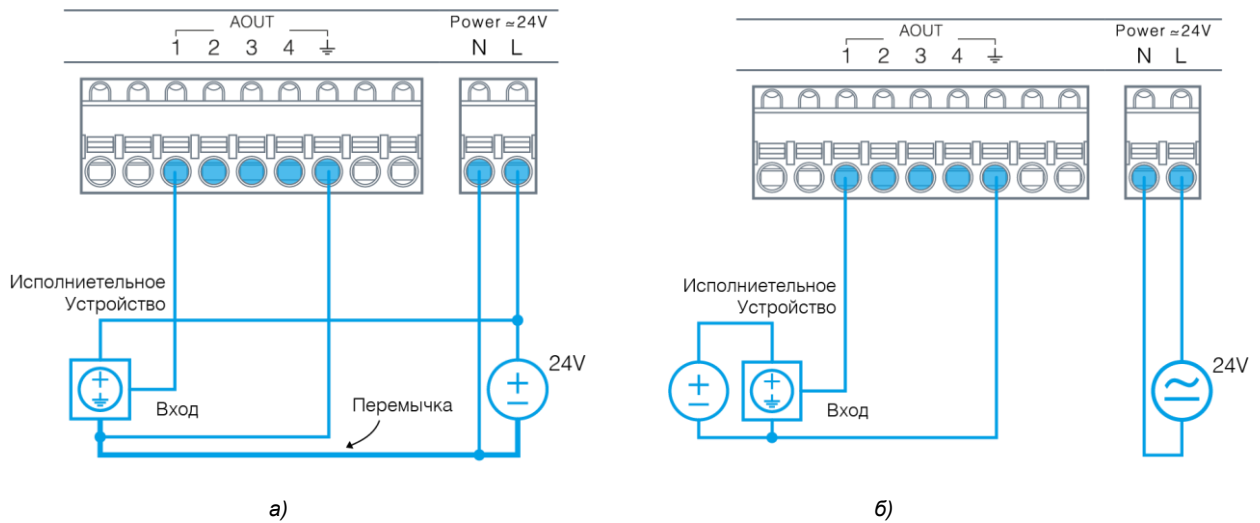 AOUT
Power ≃24V
1 2 3 4 ⏚
N L
Исполниетельное
Устройство
24V
Вход
Перемычка
а)
AOUT
Power ≃24V
1 2 3 4 ⏚
N L
Исполниетельное
Устройство
24V
Вход
б)